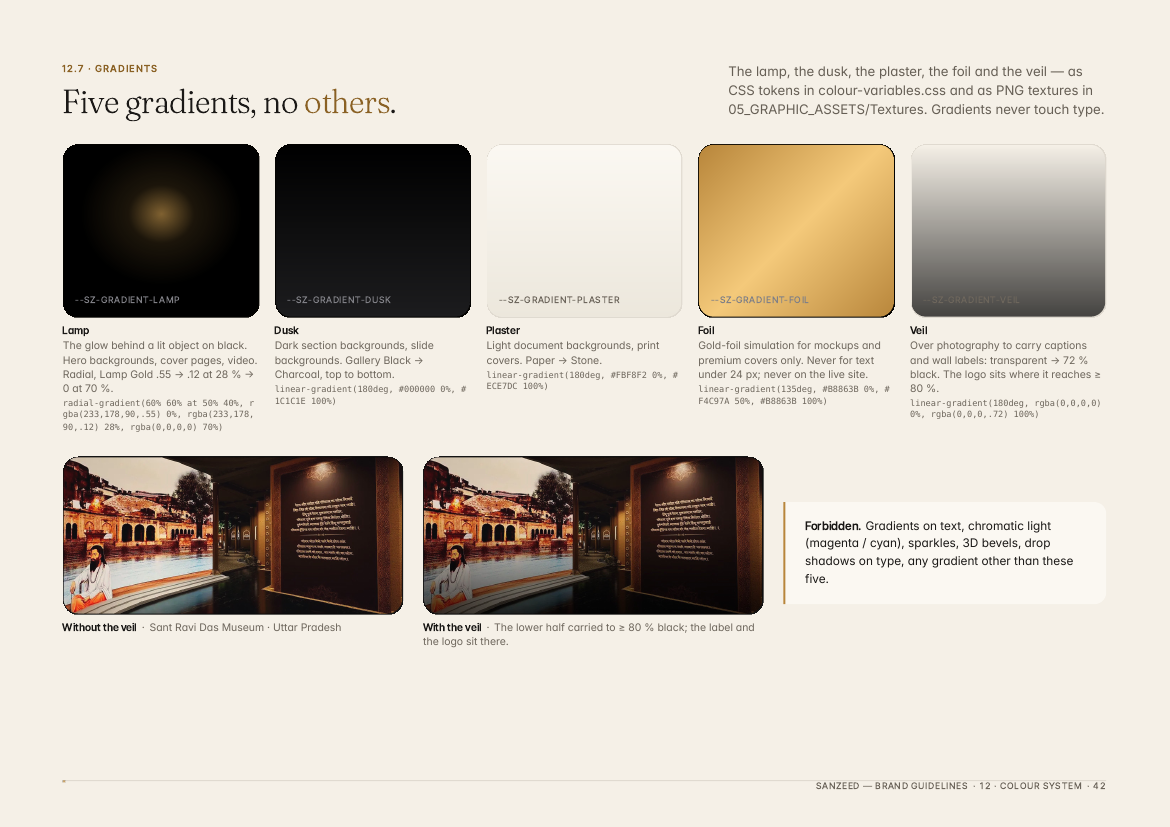 12.7 · GRADIENTS
Five gradients, no others.
The lamp, the dusk, the plaster, the foil and the veil — as
CSS tokens in colour-variables.css and as PNG textures in
05_GRAPHIC_ASSETS/Textures. Gradients never touch type.
--SZ-GRADIENT-LAMP
--SZ-GRADIENT-DUSK
--SZ-GRADIENT-PLASTER
--SZ-GRADIENT-FOIL
--SZ-GRADIENT-VEIL
Lamp
The glow behind a lit object on black.
Hero backgrounds, cover pages, video.
Radial, Lamp Gold .55 → .12 at 28 % →
0 at 70 %.
radial-gradient(60% 60% at 50% 40%, r
gba(233,178,90,.55) 0%, rgba(233,178,
90,.12) 28%, rgba(0,0,0,0) 70%)
Dusk
Dark section backgrounds, slide
backgrounds. Gallery Black →
Charcoal, top to bottom.
linear-gradient(180deg, #000000 0%, #
1C1C1E 100%)
Plaster
Light document backgrounds, print
covers. Paper → Stone.
linear-gradient(180deg, #FBF8F2 0%, #
ECE7DC 100%)
Foil
Gold-foil simulation for mockups and
premium covers only. Never for text
under 24 px; never on the live site.
linear-gradient(135deg, #B8863B 0%, #
F4C97A 50%, #B8863B 100%)
Veil
Over photography to carry captions
and wall labels: transparent → 72 %
black. The logo sits where it reaches ≥
80 %.
linear-gradient(180deg, rgba(0,0,0,0)
0%, rgba(0,0,0,.72) 100%)
Without the veil · Sant Ravi Das Museum · Uttar Pradesh
With the veil · The lower half carried to ≥ 80 % black; the label and
the logo sit there.
Forbidden. Gradients on text, chromatic light
(magenta / cyan), sparkles, 3D bevels, drop
shadows on type, any gradient other than these
five.
SANZEED — BRAND GUIDELINES · 12 · COLOUR SYSTEM · 42